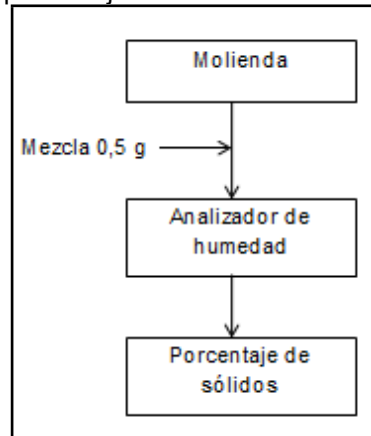 Molienda
Mezcla 0,5 g
Analizador de
humedad
Porcentaje de
sólidos